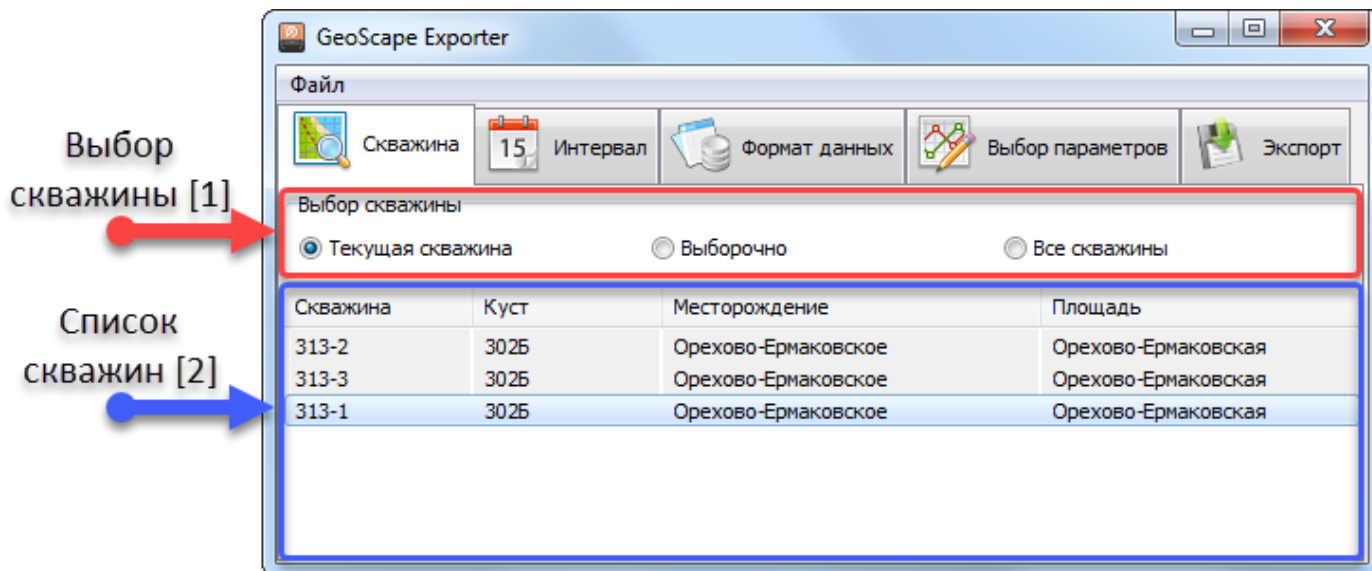 GeoScape Exporter
Файл
Скважина
15
Интервал
Формат данных
Выбор параметров
Экспорт
Выбор
скважины [1]
Выбор скважины
Текущая скважина Выборочно Все скважины
Список
скважин [2]
Скважина Куст Месторождение Площадь
313-2 302Б Орехово-Ермаковское Орехово-Ермаковская
313-3 302Б Орехово-Ермаковское Орехово-Ермаковская
313-1 302Б Орехово-Ермаковское Орехово-Ермаковская